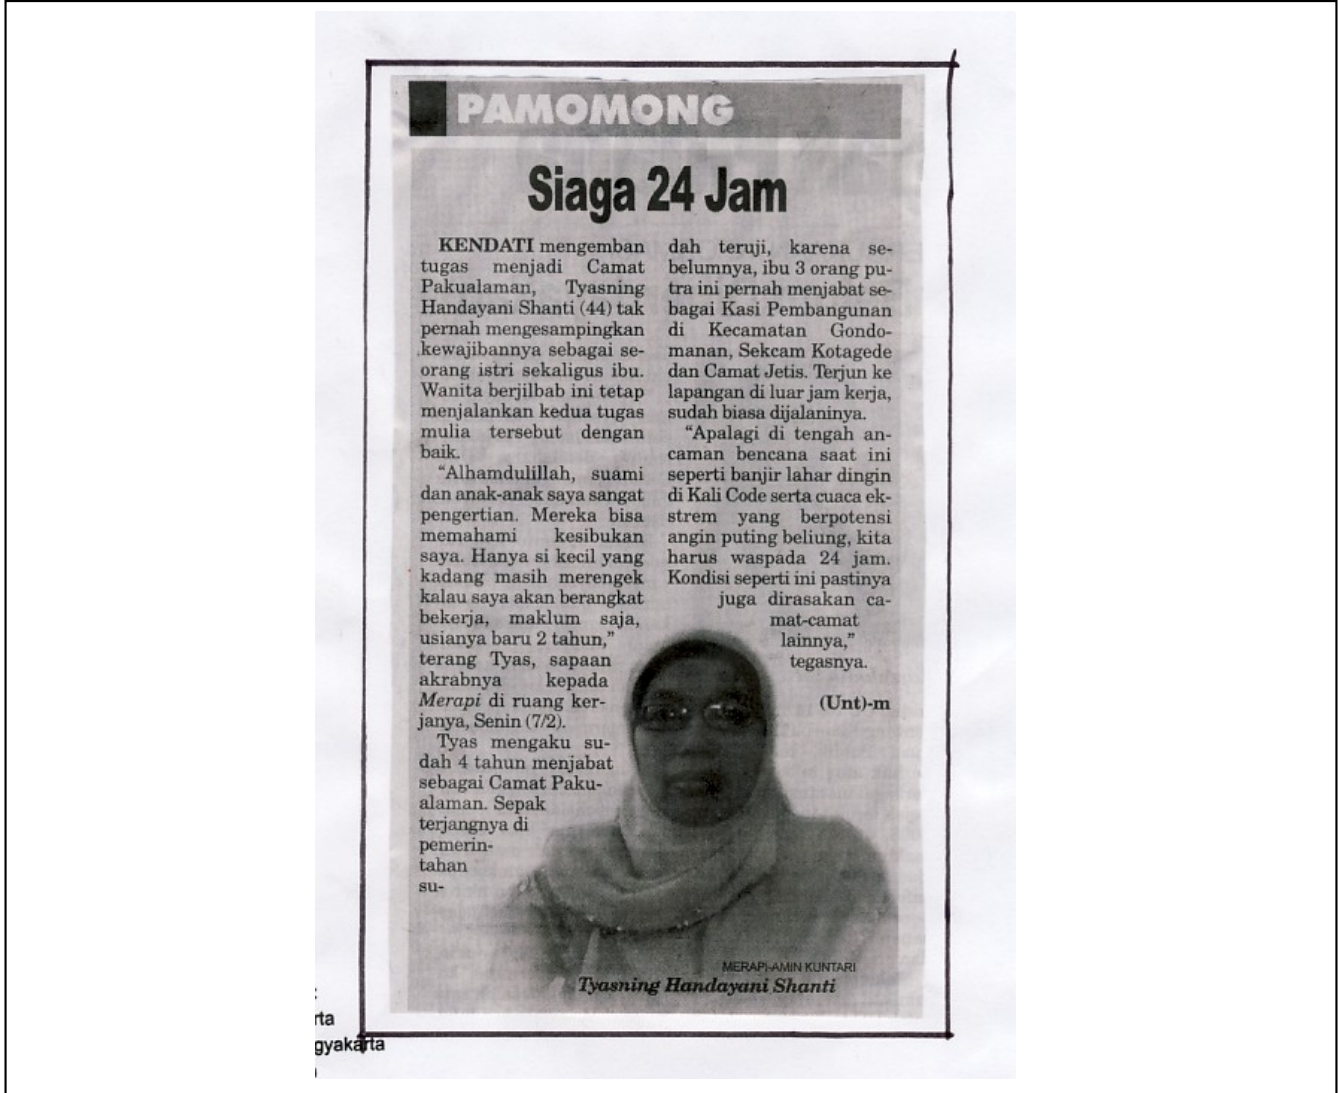 PAMOMONG
Siaga 24 Jam
KENDATI mengemban
tugas menjadi Camat
Pakualaman, Tyasning
Handayani Shanti (44) tak
pernah mengesampingkan
kewajibannya sebagai se-
orang istri sekaligus ibu.
Wanita berjilbab ini tetap
menjalankan kedua tugas
mulia tersebut dengan
baik.
“Alhamdulillah, suami
dan anak-anak saya sangat
pengertian. Mereka bisa
memahami kesibukan
saya. Hanya si kecil yang
kadang masih merengek
kalau saya akan berangkat
bekerja, maklum saja,
usianya baru 2 tahun,”
terang Tyas, sapaan
akrabnya kepada
Merapi di ruang ker-
janya, Senin (7/2).
Tyas mengaku su-
dah 4 tahun menjabat
sebagai Camat Paku-
alaman. Sepak
terjangnya di
pemerin-
tahan
su-
dah teruji, karena se-
belumnya, ibu 3 orang pu-
tra ini pernah menjabat se-
bagai Kasi Pembangunan
di Kecamatan Gondo-
manan, Sekcam Kotagede
dan Camat Jetis. Terjun ke
lapangan di luar jam kerja,
sudah biasa dijalaninya.
“Apalagi di tengah an-
caman bencana saat ini
seperti banjir lahar dingin
di Kali Code serta cuaca ek-
strem yang berpotensi
angin puting beliung, kita
harus waspada 24 jam.
Kondisi seperti ini pastinya
juga dirasakan ca-
mat-camat
lainnya,”
tegasnya.
(Unt)-m
MERAPI-AMIN KUNTARI
Tyasning Handayani Shanti
rta
gyakarta